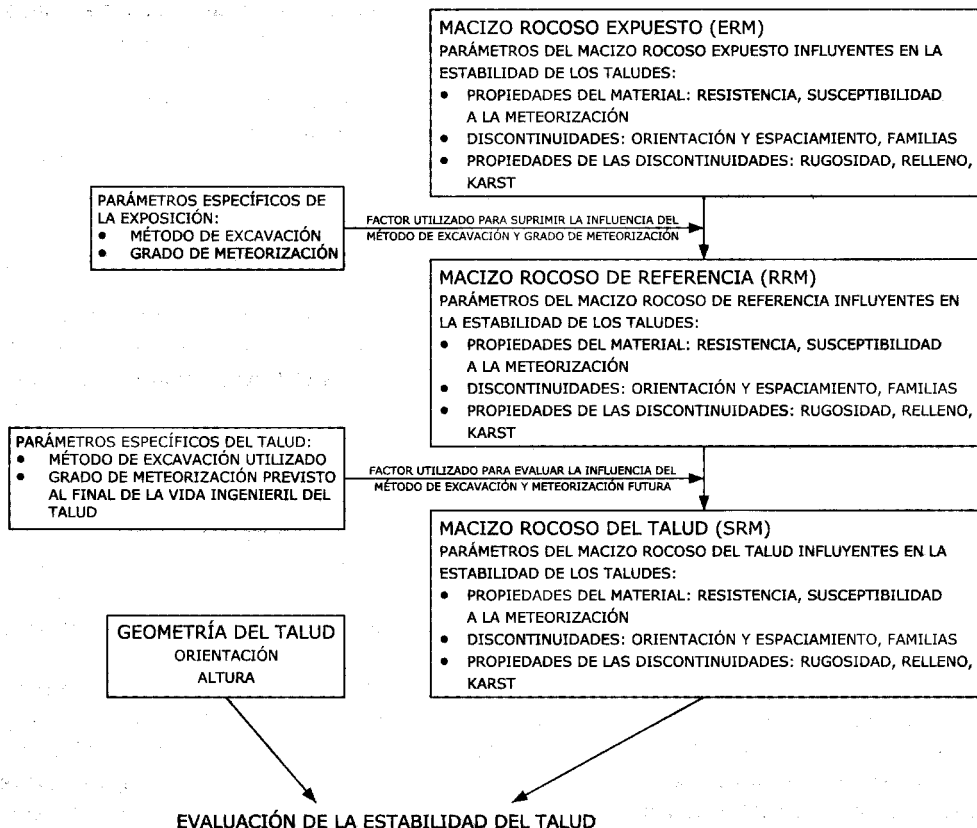 MACIZO ROCOSO EXPUESTO (ERM)
PARÁMETROS DEL MACIZO ROCOSO EXPUESTO INFLUYENTES EN LA
ESTABILIDAD DE LOS TALUDES:
• PROPIEDADES DEL MATERIAL: RESISTENCIA, SUSCEPTIBILIDAD
A LA METEORIZACIÓN
• DISCONTINUIDADES: ORIENTACIÓN Y ESPACIAMIENTO, FAMILIAS
• PROPIEDADES DE LAS DISCONTINUIDADES: RUGOSIDAD, RELLENO,
KARST
PARÁMETROS ESPECÍFICOS DE
LA EXPOSICIÓN:
• MÉTODO DE EXCAVACIÓN
• GRADO DE METEORIZACIÓN
FACTOR UTILIZADO PARA SUPRIMIR LA INFLUENCIA DEL
MÉTODO DE EXCAVACIÓN Y GRADO DE METEORIZACIÓN
MACIZO ROCOSO DE REFERENCIA (RRM)
PARÁMETROS DEL MACIZO ROCOSO DE REFERENCIA INFLUYENTES EN
LA ESTABILIDAD DE LOS TALUDES:
• PROPIEDADES DEL MATERIAL: RESISTENCIA, SUSCEPTIBILIDAD
A LA METEORIZACIÓN
• DISCONTINUIDADES: ORIENTACIÓN Y ESPACIAMIENTO, FAMILIAS
• PROPIEDADES DE LAS DISCONTINUIDADES: RUGOSIDAD, RELLENO,
KARST
PARÁMETROS ESPECÍFICOS DEL TALUD:
• MÉTODO DE EXCAVACIÓN UTILIZADO
• GRADO DE METEORIZACIÓN PREVISTO
AL FINAL DE LA VIDA INGENIERIL DEL
TALUD
FACTOR UTILIZADO PARA EVALUAR LA INFLUENCIA DEL
MÉTODO DE EXCAVACIÓN Y METEORIZACIÓN FUTURA
MACIZO ROCOSO DEL TALUD (SRM)
PARÁMETROS DEL MACIZO ROCOSO DEL TALUD INFLUYENTES EN LA
ESTABILIDAD DE LOS TALUDES:
• PROPIEDADES DEL MATERIAL: RESISTENCIA, SUSCEPTIBILIDAD
A LA METEORIZACIÓN
• DISCONTINUIDADES: ORIENTACIÓN Y ESPACIAMIENTO, FAMILIAS
• PROPIEDADES DE LAS DISCONTINUIDADES: RUGOSIDAD, RELLENO,
KARST
GEOMETRÍA DEL TALUD
ORIENTACIÓN
ALTURA
EVALUACIÓN DE LA ESTABILIDAD DEL TALUD